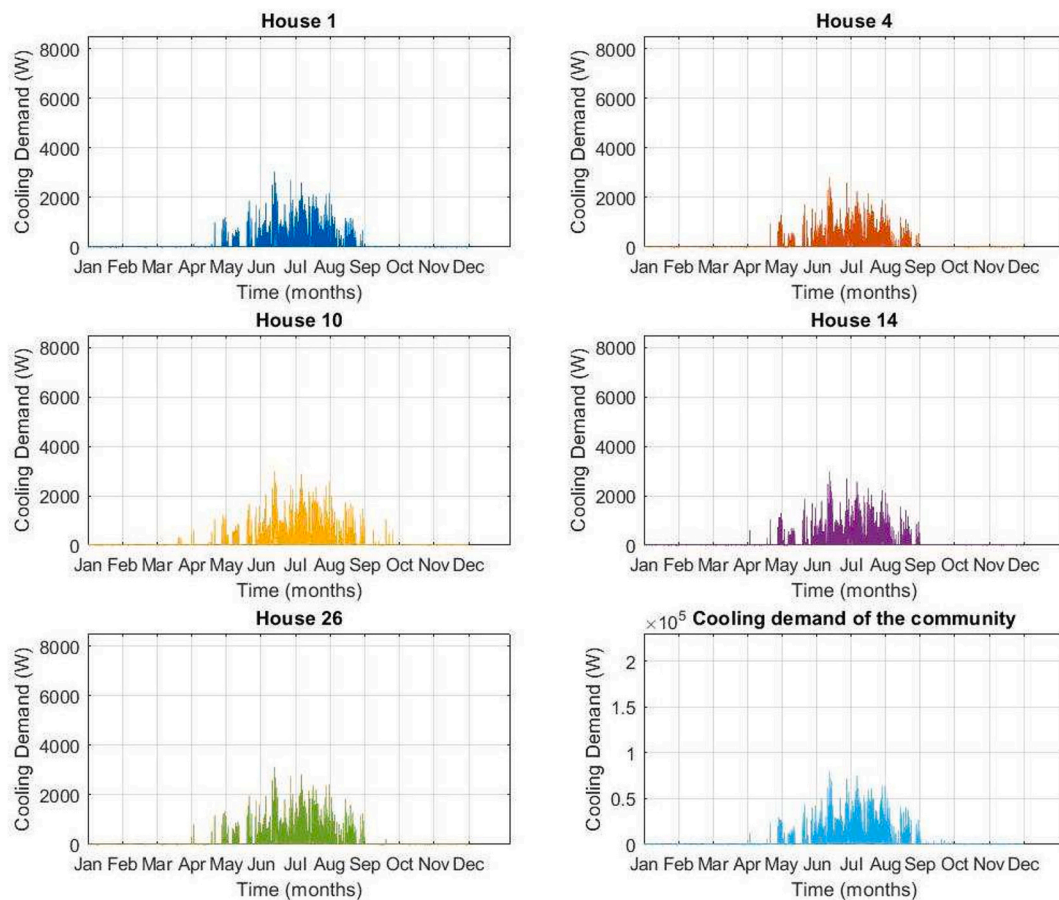 House 1
Cooling Demand (W)
8000
6000
4000
2000
0
Jan Feb Mar Apr May Jun Jul Aug Sep Oct Nov Dec
Time (months)
House 4
Cooling Demand (W)
8000
6000
4000
2000
0
Jan Feb Mar Apr May Jun Jul Aug Sep Oct Nov Dec
Time (months)
House 10
Cooling Demand (W)
8000
6000
4000
2000
0
Jan Feb Mar Apr May Jun Jul Aug Sep Oct Nov Dec
Time (months)
House 14
Cooling Demand (W)
8000
6000
4000
2000
0
Jan Feb Mar Apr May Jun Jul Aug Sep Oct Nov Dec
Time (months)
House 26
Cooling Demand (W)
8000
6000
4000
2000
0
Jan Feb Mar Apr May Jun Jul Aug Sep Oct Nov Dec
Time (months)
×10⁵ Cooling demand of the community
Cooling Demand (W)
2
1.5
1
0.5
0
Jan Feb Mar Apr May Jun Jul Aug Sep Oct Nov Dec
Time (months)